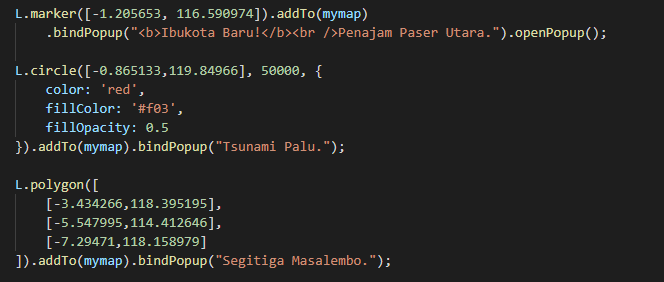 L.marker([-1.205653, 116.590974]).addTo(mymap)
    .bindPopup("<b>Ibukota Baru!</b><br />Penajam Paser Utara.").openPopup();

L.circle([-0.865133,119.84966], 50000, {
    color: 'red',
    fillColor: '#f03',
    fillOpacity: 0.5
}).addTo(mymap).bindPopup("Tsunami Palu.");

L.polygon([
    [-3.434266,118.395195],
    [-5.547995,114.412646],
    [-7.29471,118.158979]
]).addTo(mymap).bindPopup("Segitiga Masalembo.");